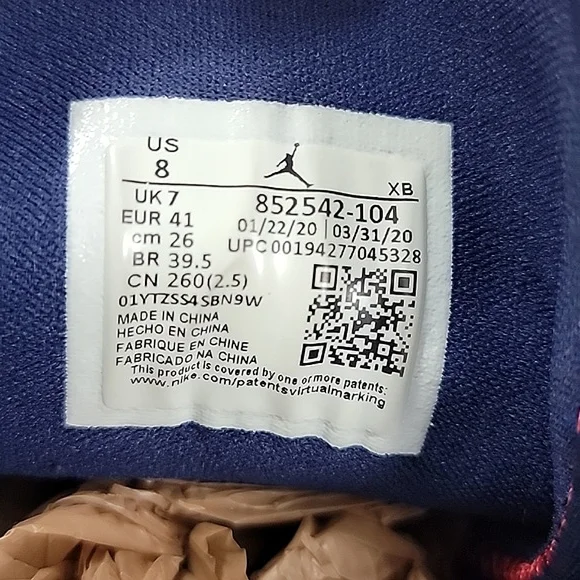 US
8
XB
UK 7
EUR 41
cm 26
BR 39.5
CN 260(2.5)
01YTZSS4SBN9W
852542-104
01/22/20 | 03/31/20
UPC00194277045328
MADE IN CHINA
HECHO EN CHINA
FABRIQUE EN CHINE
FABRICADO NA CHINA
This product is covered by one or more patents:
www.nike.com/patentsvirtualmarking